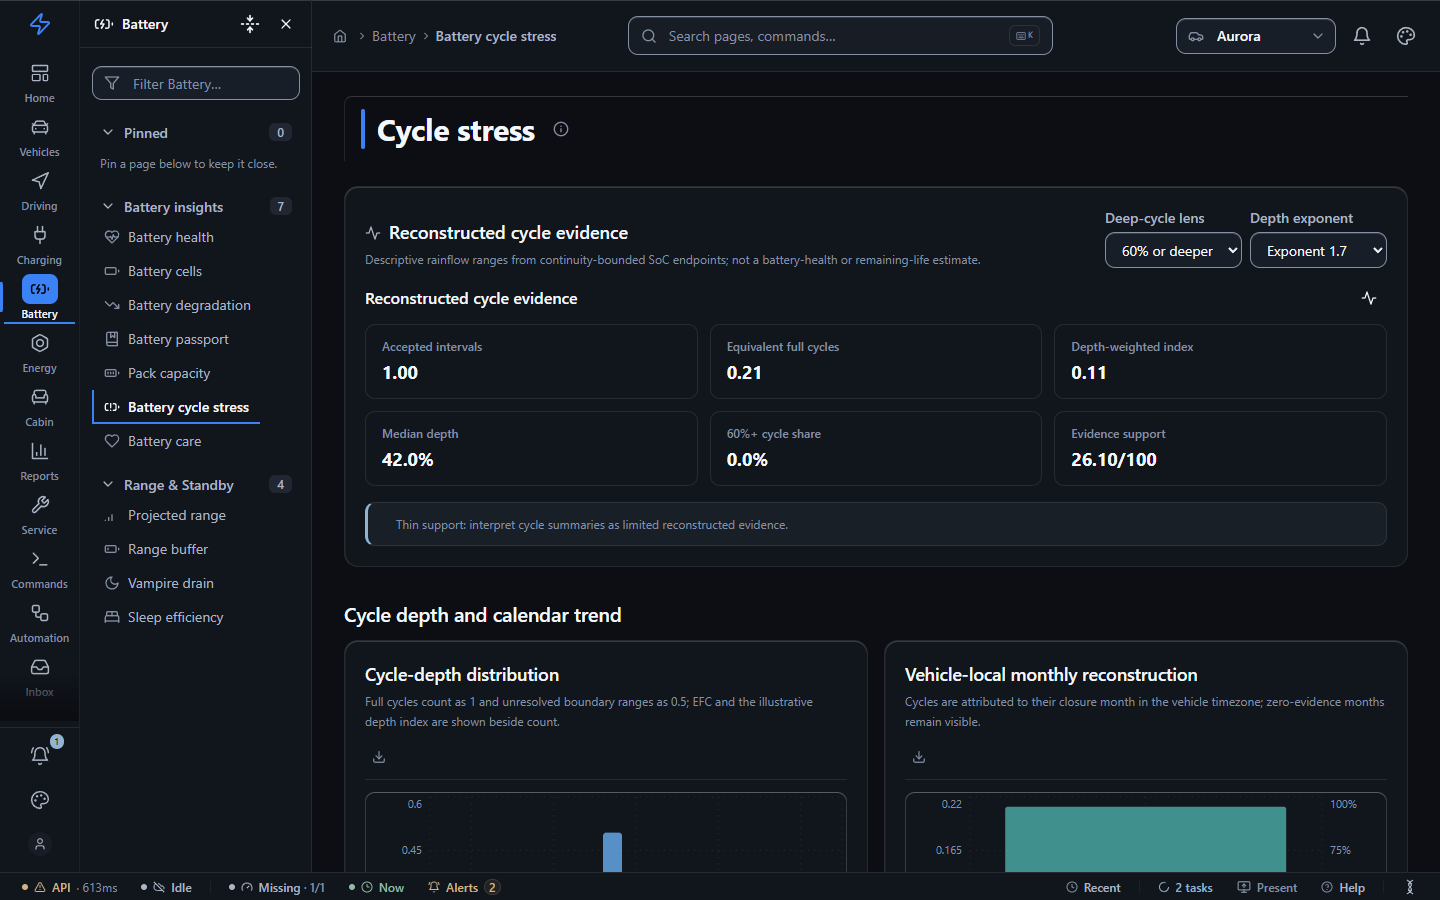 Battery
Home
Vehicles
Driving
Charging
Battery
Energy
Cabin
Reports
Service
Commands
Automation
Inbox
1
Filter Battery...
Pinned 0
Pin a page below to keep it close.
Battery insights 7
Battery health
Battery cells
Battery degradation
Battery passport
Pack capacity
Battery cycle stress
Battery care
Range & Standby 4
Projected range
Range buffer
Vampire drain
Sleep efficiency
Battery Battery cycle stress
Search pages, commands... K
Aurora
Cycle stress
Reconstructed cycle evidence
Descriptive rainflow ranges from continuity-bounded SoC endpoints; not a battery-health or remaining-life estimate.
Deep-cycle lens
60% or deeper
Depth exponent
Exponent 1.7
Reconstructed cycle evidence
Accepted intervals
1.00
Equivalent full cycles
0.21
Depth-weighted index
0.11
Median depth
42.0%
60%+ cycle share
0.0%
Evidence support
26.10/100
Thin support: interpret cycle summaries as limited reconstructed evidence.
Cycle depth and calendar trend
Cycle-depth distribution
Full cycles count as 1 and unresolved boundary ranges as 0.5; EFC and the illustrative
depth index are shown beside count.
0.6
0.45
Vehicle-local monthly reconstruction
Cycles are attributed to their closure month in the vehicle timezone; zero-evidence months
remain visible.
0.22
0.165
100%
75%
API · 613ms
Idle
Missing · 1/1
Now
Alerts 2
Recent
2 tasks
Present
Help